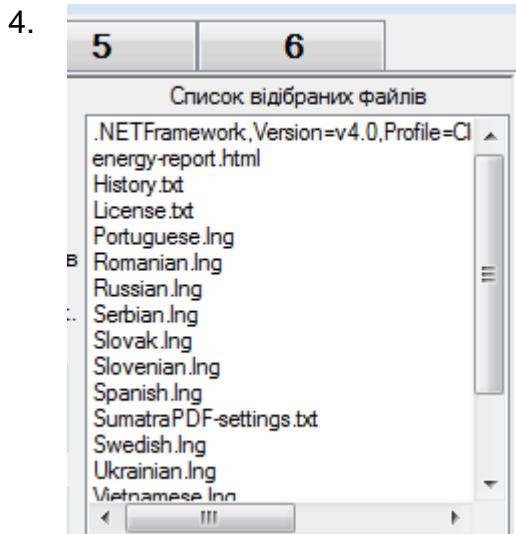 4.
5 6
Список відібраних файлів
.NETFramework,Version=v4.0,Profile=Cl
energy-report.html
History.txt
License.txt
Portuguese.lng
в Romanian.lng
Russian.lng
Serbian.lng
Slovak.lng
Slovenian.lng
Spanish.lng
SumatraPDF-settings.txt
Swedish.lng
Ukrainian.lng
Vietnamese.lng